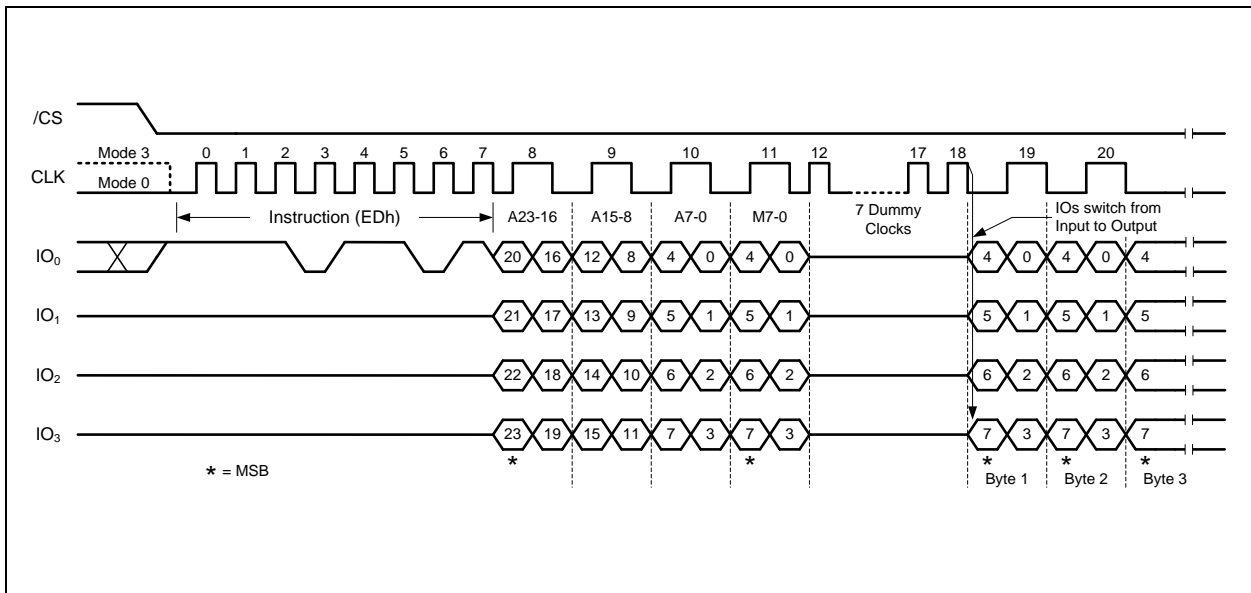 /CS
Mode 3 0 1 2 3 4 5 6 7 8 9 10 11 12 17 18 19 20
CLK Mode 0
Instruction (EDh) A23-16 A15-8 A7-0 M7-0 7 Dummy IOs switch from
Clocks Input to Output
IO0 20 16 12 8 4 0 4 0 4 0 4 0 4
IO1 21 17 13 9 5 1 5 1 5 1 5 1 5
IO2 22 18 14 10 6 2 6 2 6 2 6 2 6
IO3 23 19 15 11 7 3 7 3 7 3 7 3 7
* = MSB * * * * *
Byte 1 Byte 2 Byte 3